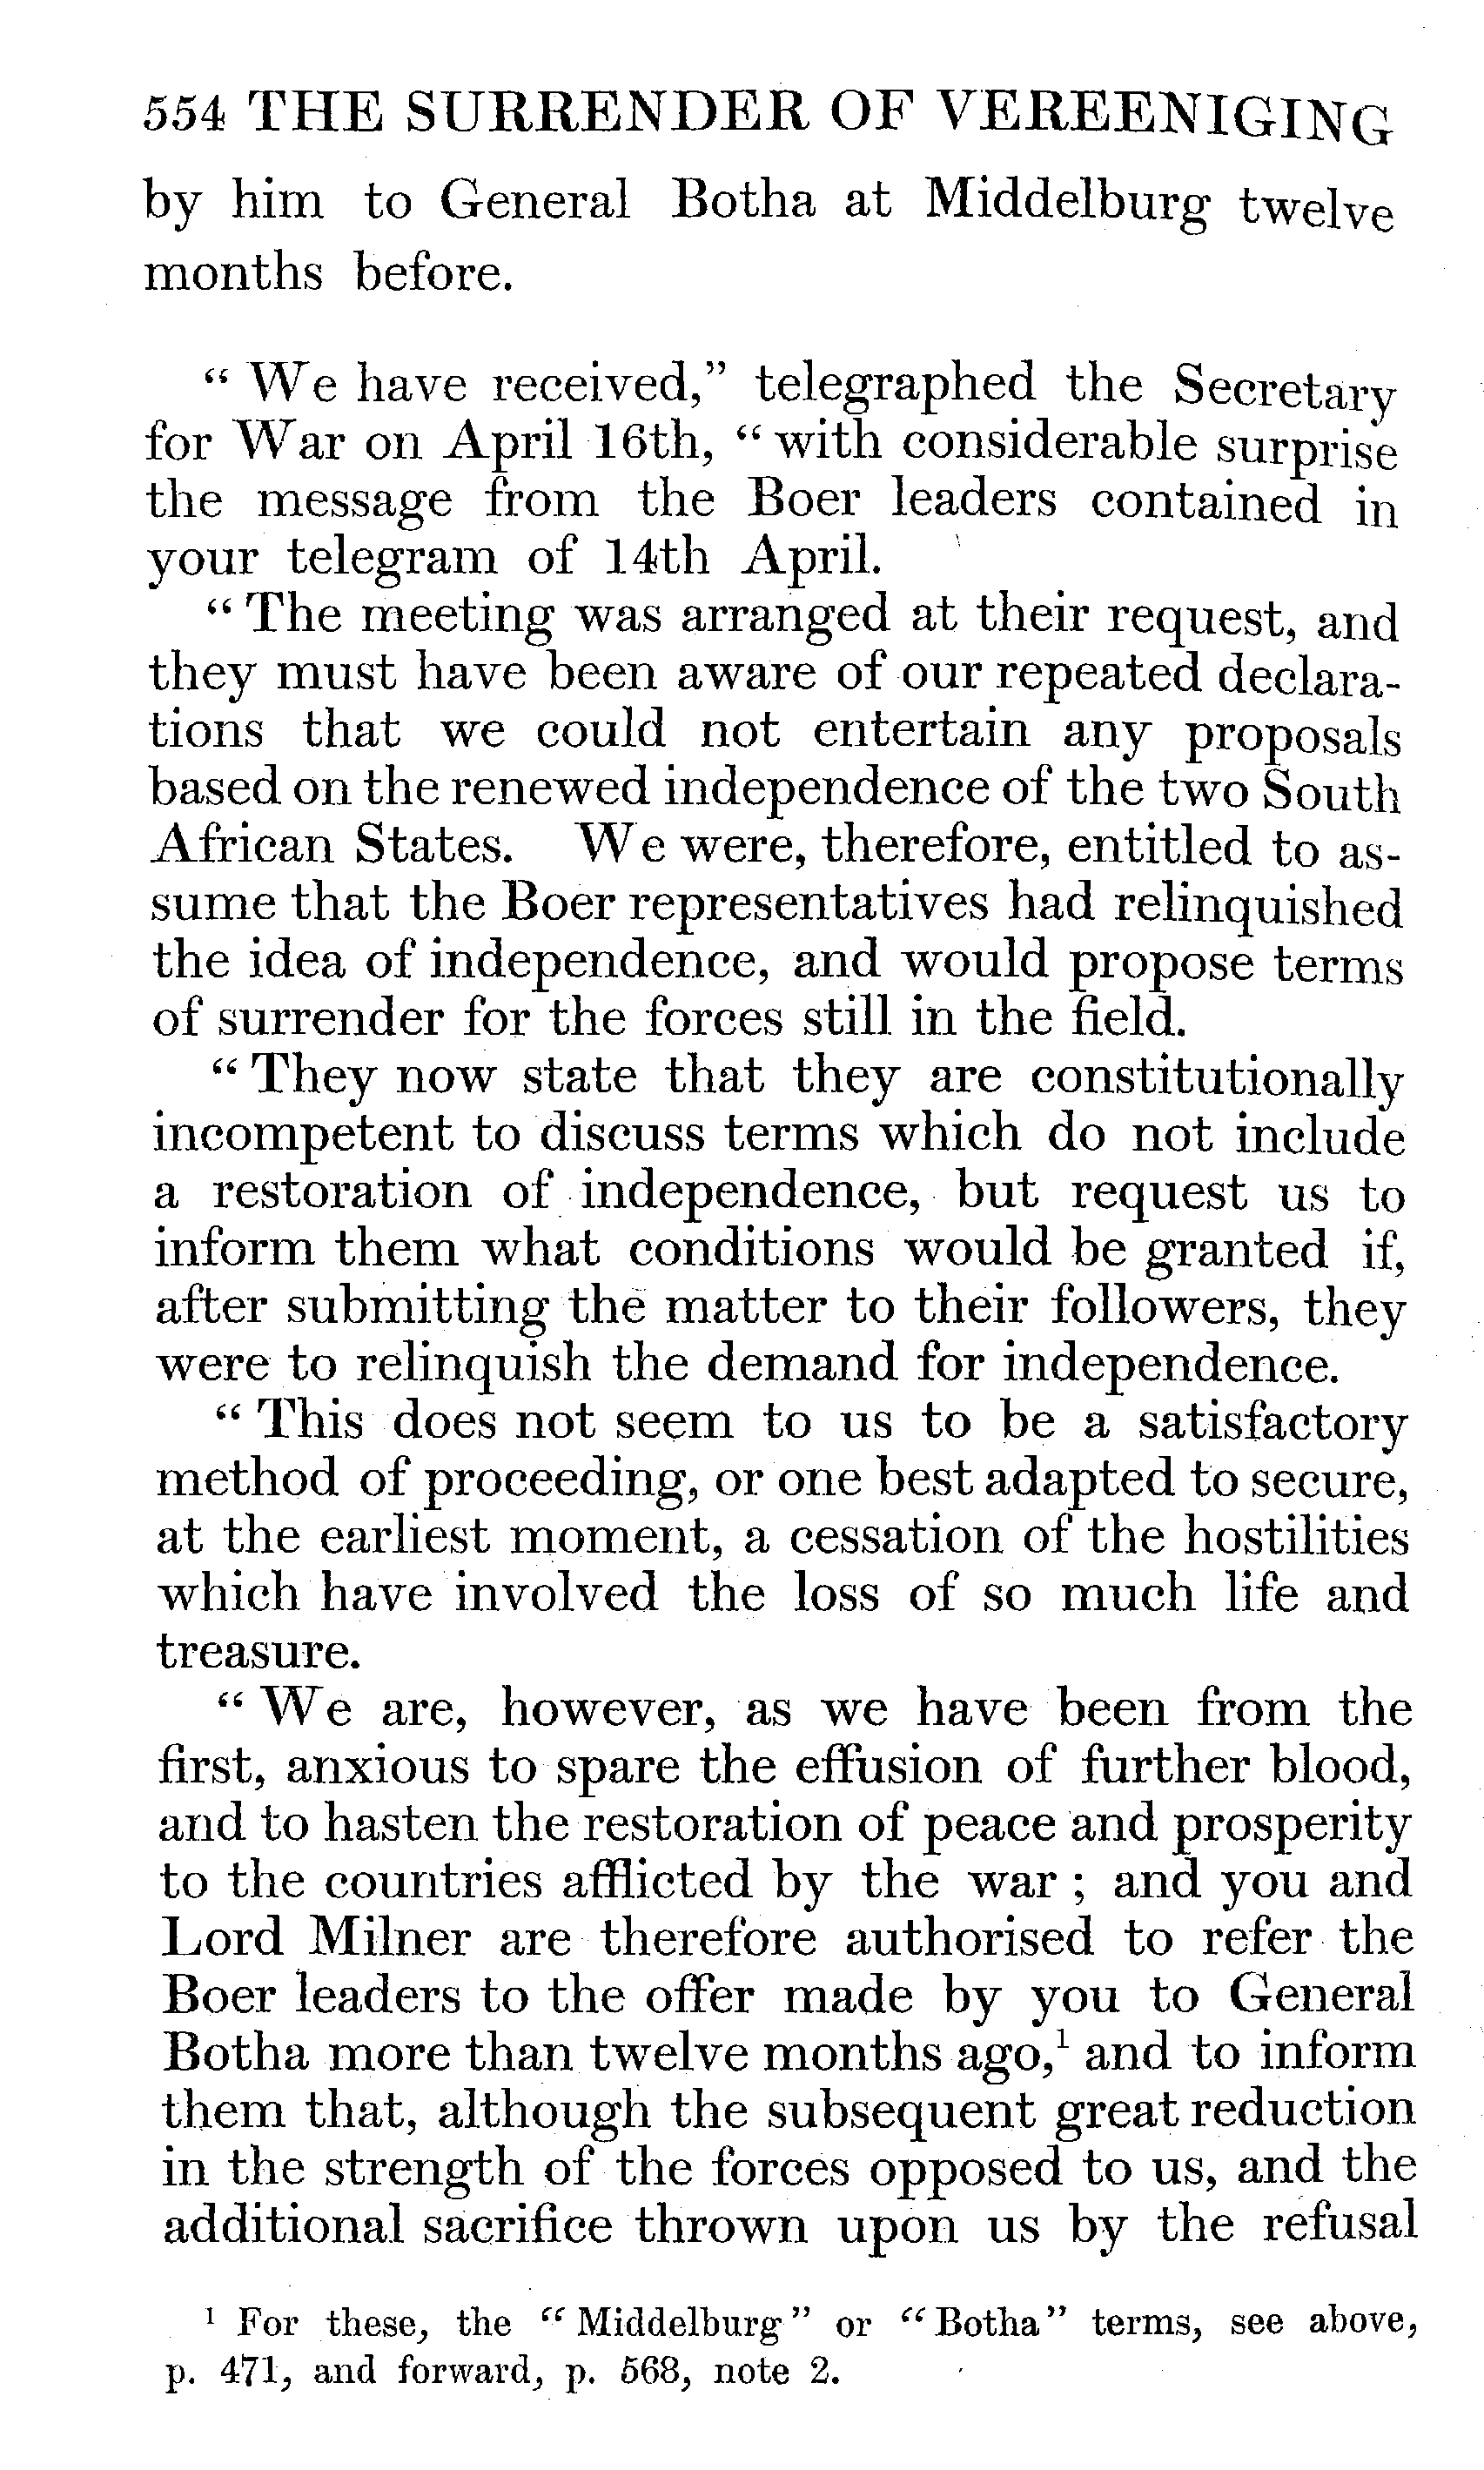 554 THE SURRENDER OF VEREENIGING
by him to General Botha at Middelburg twelve
months before.
“ We have received,” telegraphed the Secretary
for War on April 16th, “ with considerable surprise
the message from the Boer leaders contained in
your telegram of 14th April.
“ The meeting was arranged at their request, and
they must have been aware of our repeated declara-
tions that we could not entertain any proposals
based on the renewed independence of the two South
African States. We were, therefore, entitled to as-
sume that the Boer representatives had relinquished
the idea of independence, and would propose terms
of surrender for the forces still in the field.
“ They now state that they are constitutionally
incompetent to discuss terms which do not include
a restoration of independence, but request us to
inform them what conditions would be granted if,
after submitting the matter to their followers, they
were to relinquish the demand for independence.
“ This does not seem to us to be a satisfactory
method of proceeding, or one best adapted to secure,
at the earliest moment, a cessation of the hostilities
which have involved the loss of so much life and
treasure.
“ We are, however, as we have been from the
first, anxious to spare the effusion of further blood,
and to hasten the restoration of peace and prosperity
to the countries afflicted by the war ; and you and
Lord Milner are therefore authorised to refer the
Boer leaders to the offer made by you to General
Botha more than twelve months ago,¹ and to inform
them that, although the subsequent great reduction
in the strength of the forces opposed to us, and the
additional sacrifice thrown upon us by the refusal
¹ For these, the “ Middelburg ” or “ Botha ” terms, see above,
p. 471, and forward, p. 568, note 2.